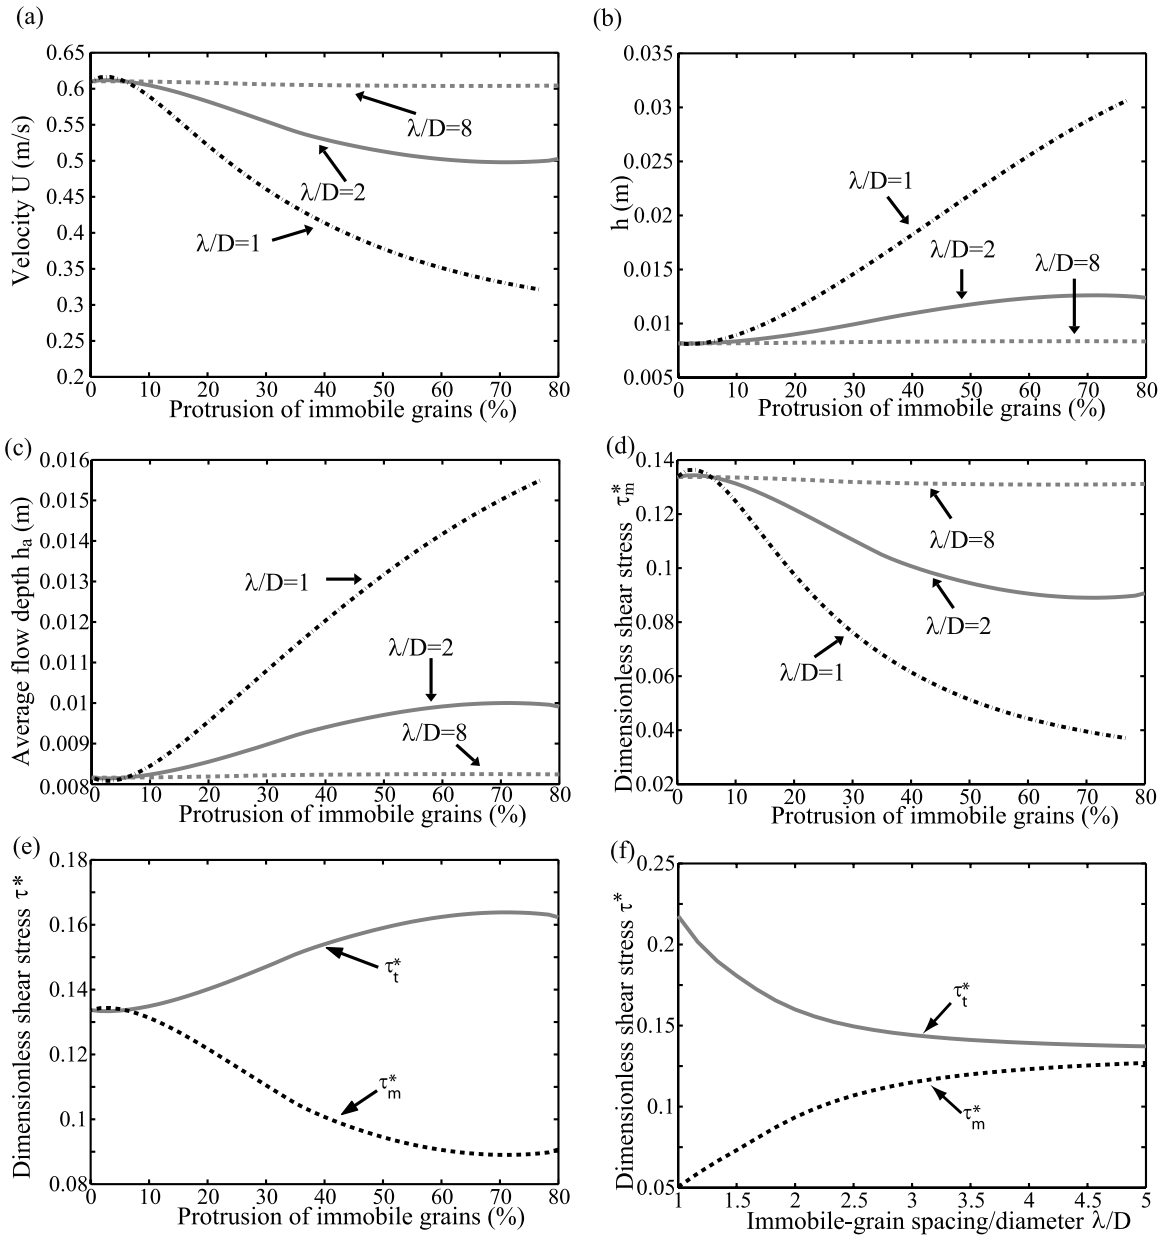 (a)
0.65
0.6
0.55
0.5
0.45
0.4
0.35
0.3
0.25
0.2
Velocity U (m/s)
λ/D=8
λ/D=2
λ/D=1
0 10 20 30 40 50 60 70 80
Protrusion of immobile grains (%)
(b)
0.035
0.03
0.025
0.02
0.015
0.01
0.005
h (m)
λ/D=1
λ/D=2
λ/D=8
0 10 20 30 40 50 60 70 80
Protrusion of immobile grains (%)
(c)
0.016
0.015
0.014
0.013
0.012
0.011
0.01
0.009
0.008
Average flow depth hₐ (m)
λ/D=1
λ/D=2
λ/D=8
0 10 20 30 40 50 60 70 80
Protrusion of immobile grains (%)
(d)
0.14
0.12
0.1
0.08
0.06
0.04
0.02
Dimensionless shear stress τ*m
λ/D=8
λ/D=2
λ/D=1
0 10 20 30 40 50 60 70 80
Protrusion of immobile grains (%)
(e)
0.18
0.16
0.14
0.12
0.1
0.08
Dimensionless shear stress τ*
τ*t
τ*m
0 10 20 30 40 50 60 70 80
Protrusion of immobile grains (%)
(f)
0.25
0.2
0.15
0.1
0.05
Dimensionless shear stress τ*
τ*t
τ*m
1 1.5 2 2.5 3 3.5 4 4.5 5
Immobile-grain spacing/diameter λ/D